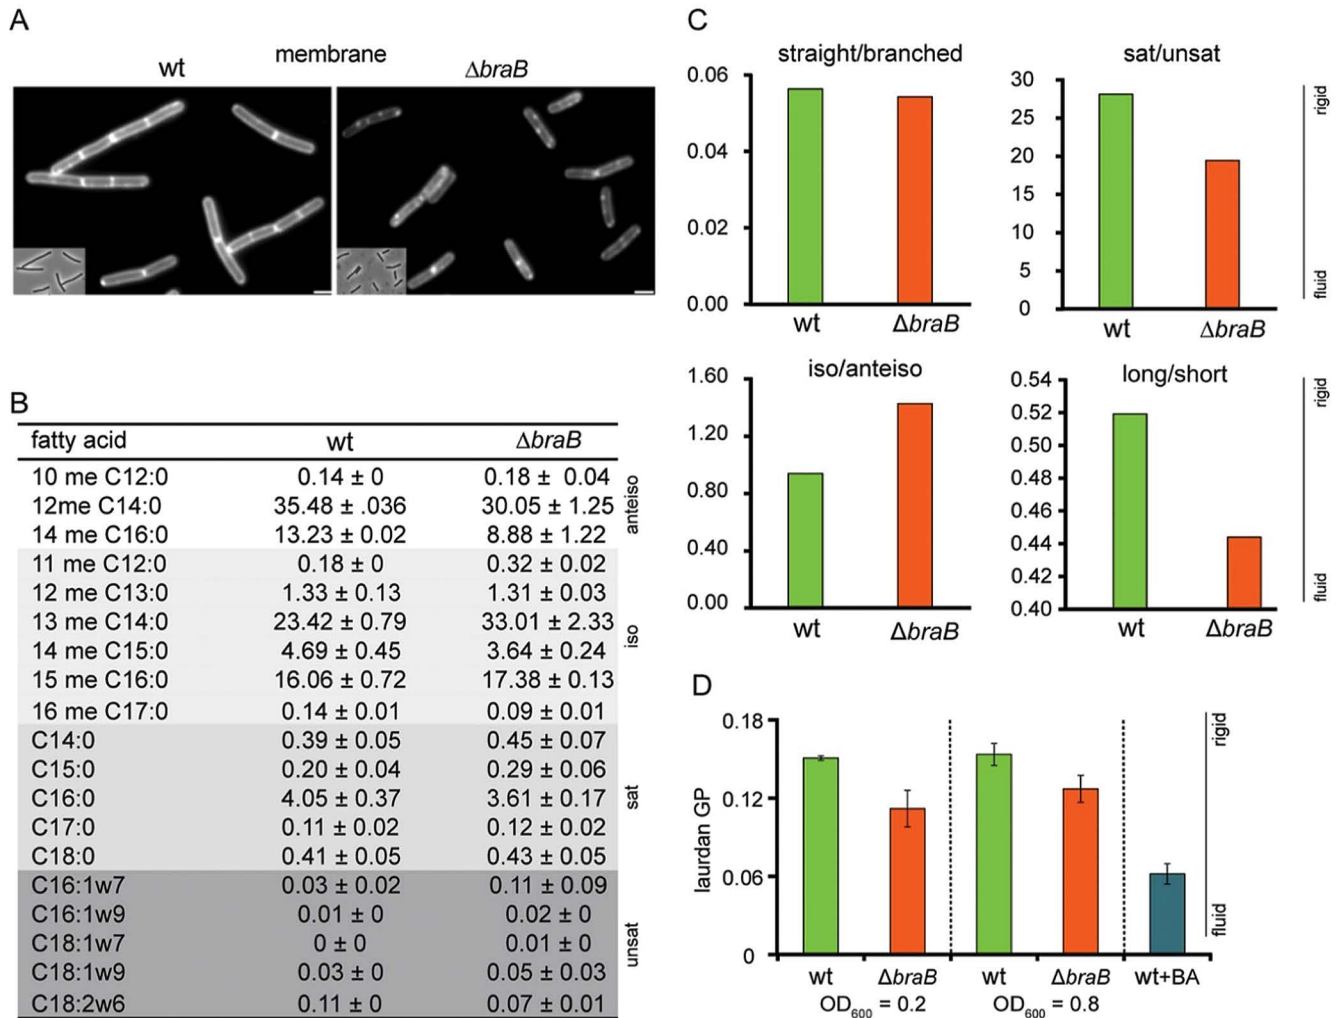 A
membrane
wt ΔbraB
B
fatty acid wt ΔbraB
10 me C12:0 0.14 ± 0 0.18 ± 0.04
12me C14:0 35.48 ± .036 30.05 ± 1.25
14 me C16:0 13.23 ± 0.02 8.88 ± 1.22
anteiso
11 me C12:0 0.18 ± 0 0.32 ± 0.02
12 me C13:0 1.33 ± 0.13 1.31 ± 0.03
13 me C14:0 23.42 ± 0.79 33.01 ± 2.33
14 me C15:0 4.69 ± 0.45 3.64 ± 0.24
15 me C16:0 16.06 ± 0.72 17.38 ± 0.13
16 me C17:0 0.14 ± 0.01 0.09 ± 0.01
iso
C14:0 0.39 ± 0.05 0.45 ± 0.07
C15:0 0.20 ± 0.04 0.29 ± 0.06
C16:0 4.05 ± 0.37 3.61 ± 0.17
C17:0 0.11 ± 0.02 0.12 ± 0.02
C18:0 0.41 ± 0.05 0.43 ± 0.05
sat
C16:1w7 0.03 ± 0.02 0.11 ± 0.09
C16:1w9 0.01 ± 0 0.02 ± 0
C18:1w7 0 ± 0 0.01 ± 0
C18:1w9 0.03 ± 0 0.05 ± 0.03
C18:2w6 0.11 ± 0 0.07 ± 0.01
unsat
C
straight/branched
0.06
0.04
0.02
0.00
wt ΔbraB
sat/unsat
30
25
20
15
10
5
0
wt ΔbraB
rigid
fluid
iso/anteiso
1.60
1.20
0.80
0.40
0.00
wt ΔbraB
long/short
0.54
0.52
0.50
0.48
0.46
0.44
0.42
0.40
wt ΔbraB
rigid
fluid
D
laurdan GP
0.18
0.12
0.06
0
wt ΔbraB wt ΔbraB wt+BA
OD600 = 0.2 OD600 = 0.8
rigid
fluid